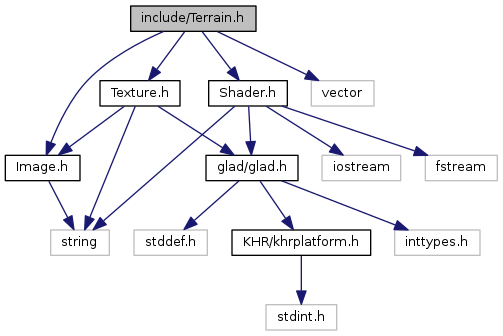 include/Terrain.h
Texture.h
Shader.h
vector
Image.h
glad/glad.h
iostream
fstream
string
stddef.h
KHR/khrplatform.h
inttypes.h
stdint.h